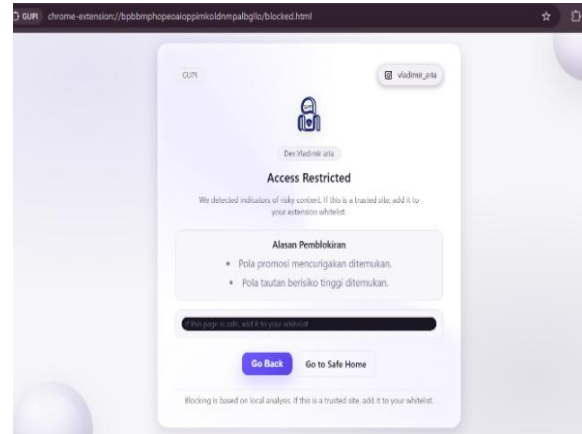 GUPI chrome-extension://bpbbmphopeoaioppimkoldnmpalbgllo/blocked.html
GUPI
vladimir_aria
Dev.Vladimir aria
Access Restricted
We detected indicators of risky content. If this is a trusted site, add it to
your extension whitelist.
Alasan Pemblokiran
• Pola promosi mencurigakan ditemukan.
• Pola tautan berisiko tinggi ditemukan.
If this page is safe, add it to your whitelist
Go Back
Go to Safe Home
Blocking is based on local analysis. If this is a trusted site, add it to your whitelist.